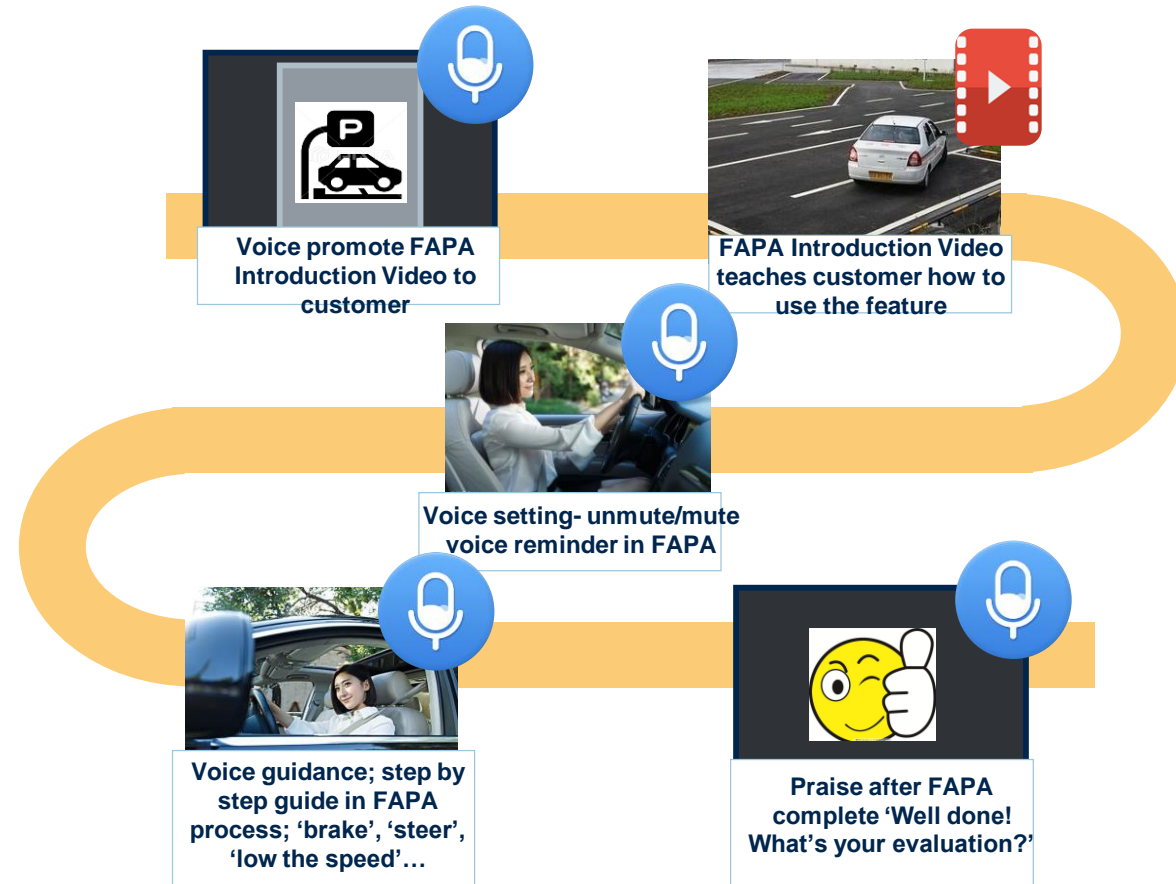 P
Voice promote FAPA
Introduction Video to
customer
FAPA Introduction Video
teaches customer how to
use the feature
Voice setting- unmute/mute
voice reminder in FAPA
Voice guidance; step by
step guide in FAPA
process; ‘brake’, ‘steer’,
‘low the speed’…
Praise after FAPA
complete ‘Well done!
What’s your evaluation?’